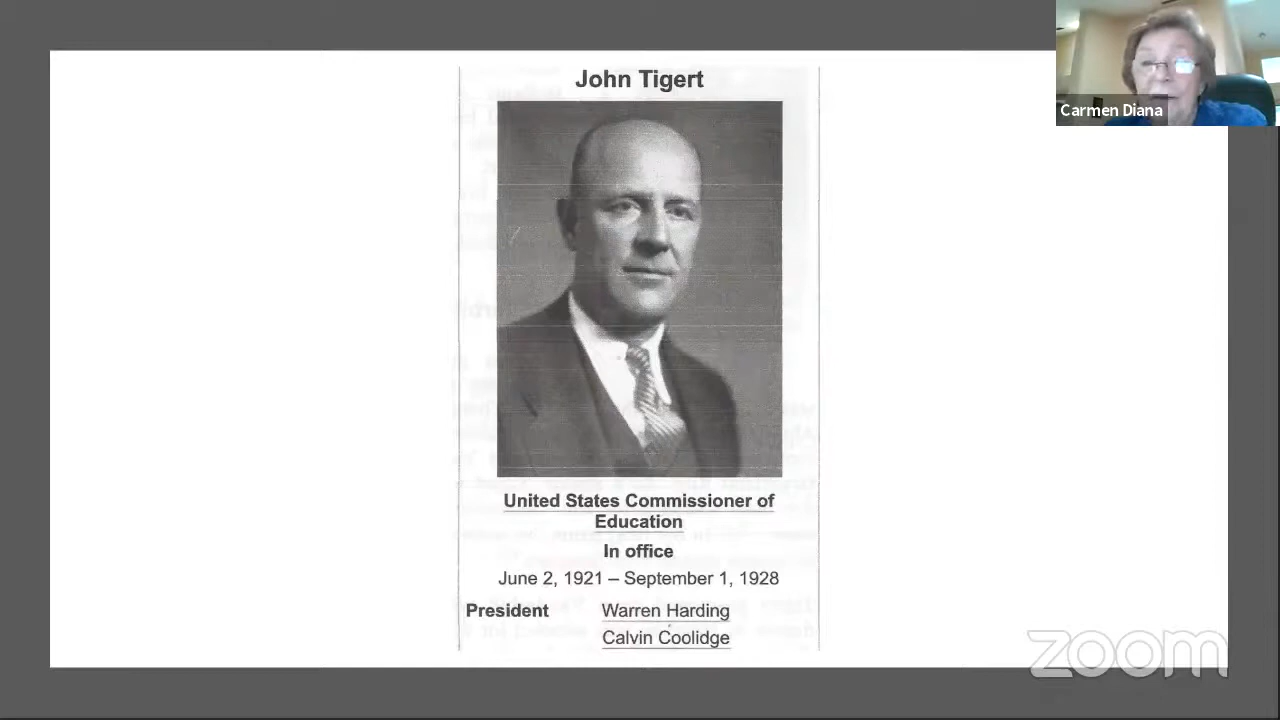 John Tigert
Carmen Diana
United States Commissioner of
Education
In office
June 2, 1921 – September 1, 1928
President Warren Harding
Calvin Coolidge
zoom